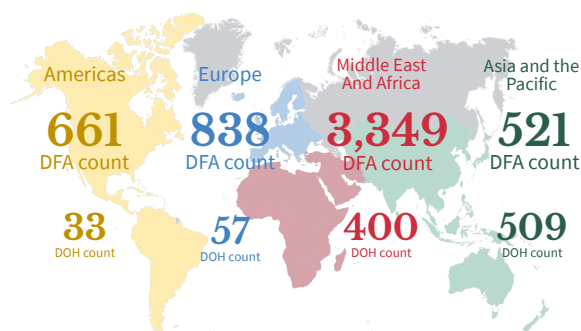 Americas
661
DFA count
33
DOH count
Europe
838
DFA count
57
DOH count
Middle East
And Africa
3,349
DFA count
400
DOH count
Asia and the
Pacific
521
DFA count
509
DOH count